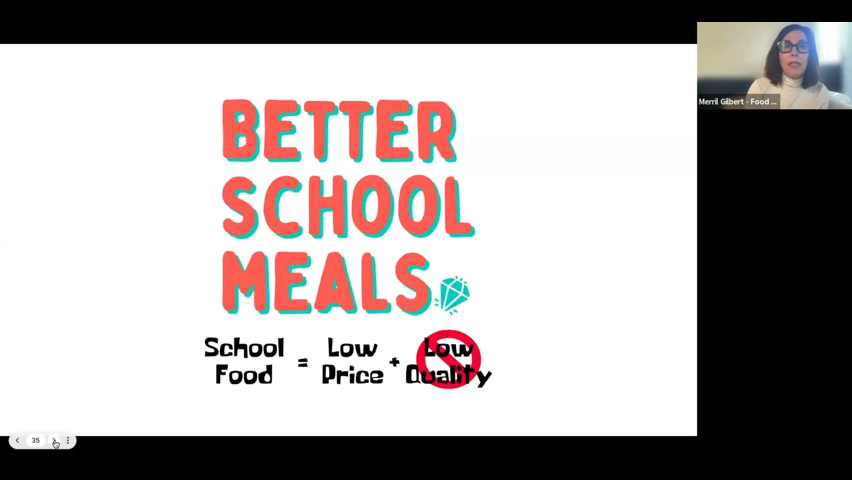 BETTER
SCHOOL
MEALS
School Food = Low Price + Low Quality
Merril Gilbert - Food ...
35